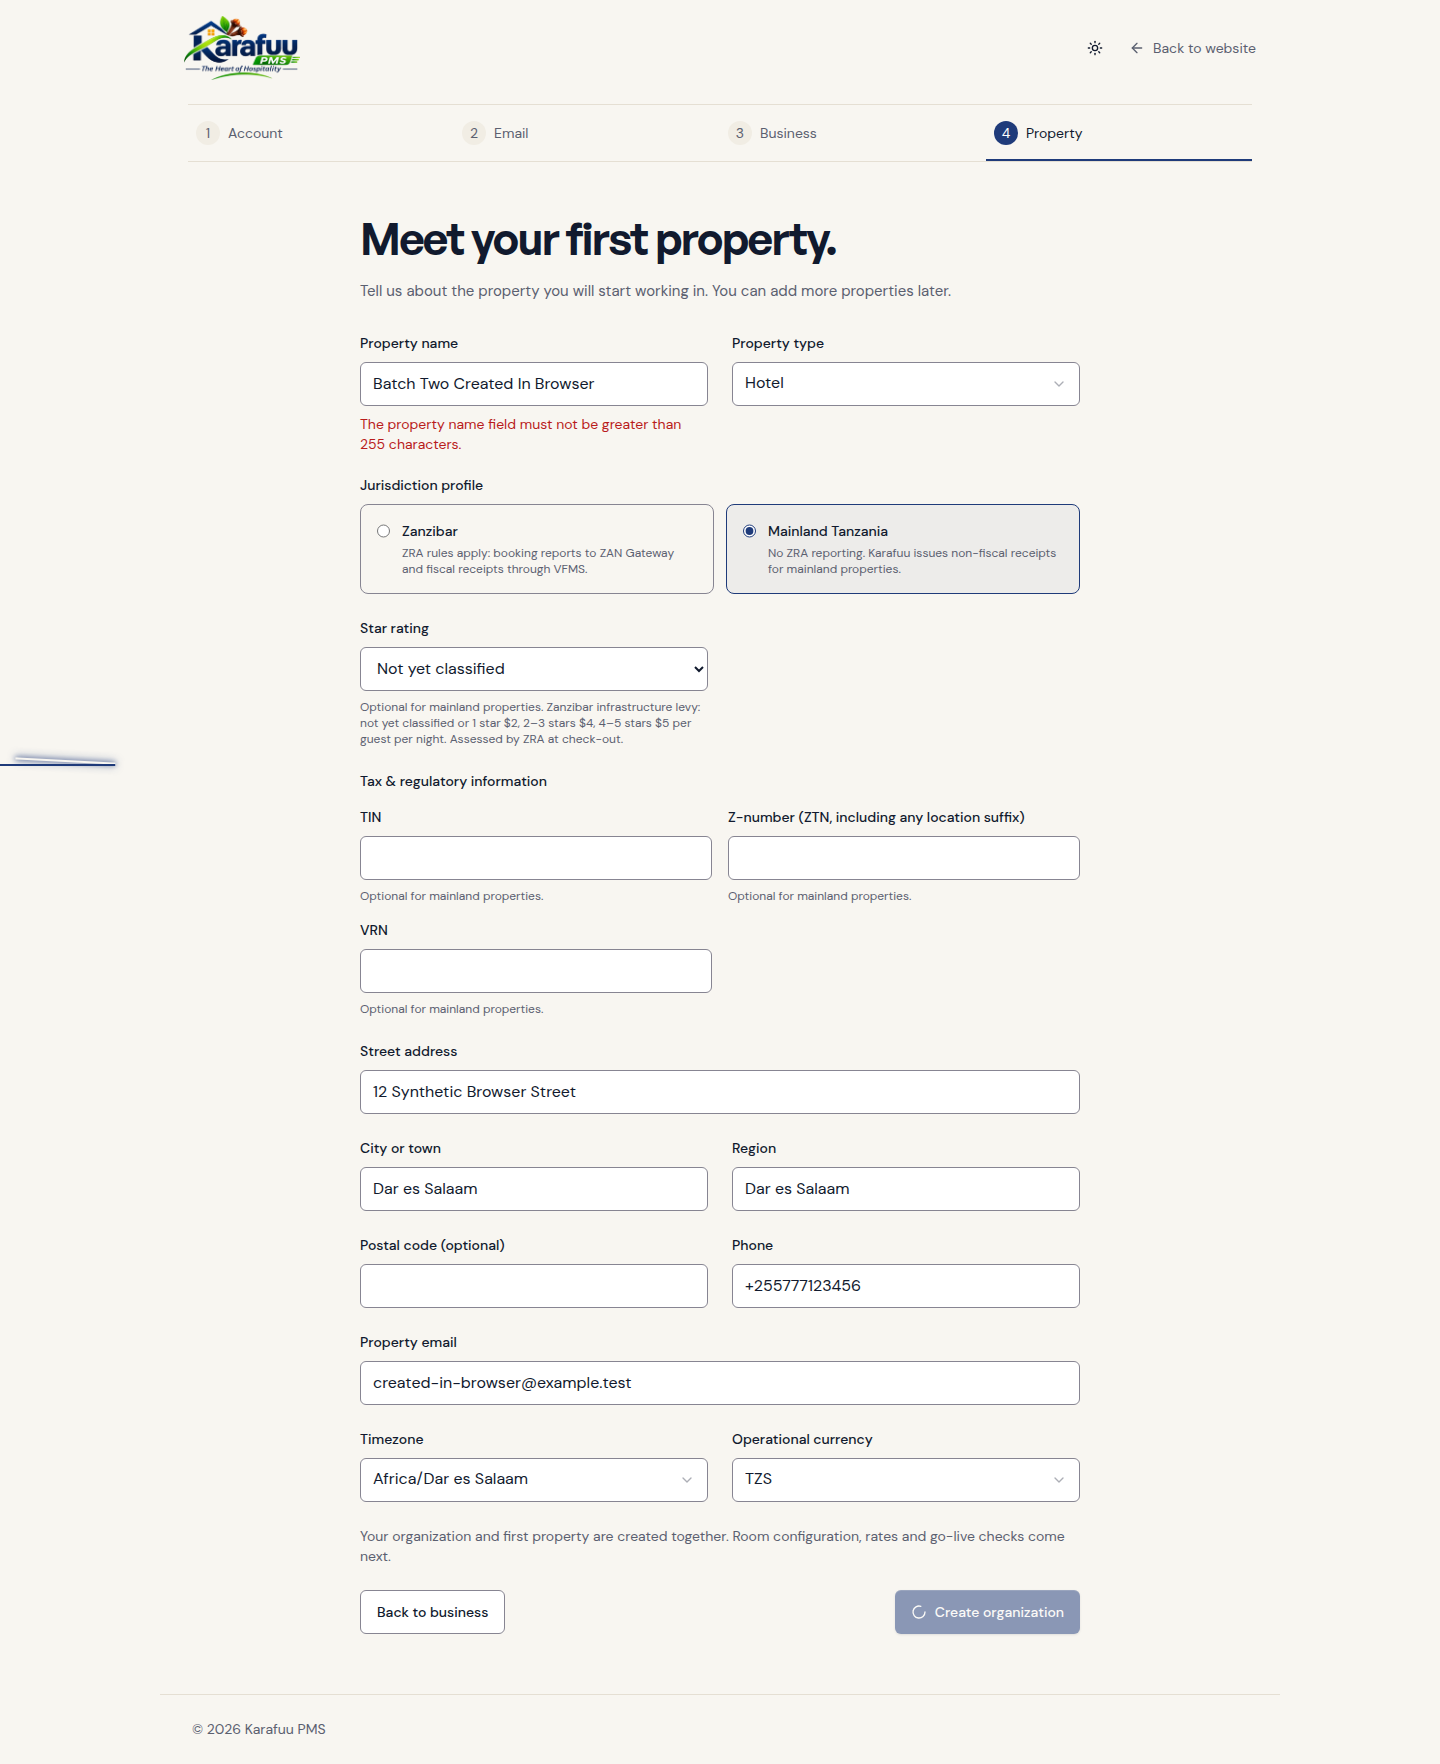 Karafuu
PMS
The Heart of Hospitality
Back to website
1 Account
2 Email
3 Business
4 Property
Meet your first property.
Tell us about the property you will start working in. You can add more properties later.
Property name
Property type
Batch Two Created In Browser
Hotel
The property name field must not be greater than
255 characters.
Jurisdiction profile
Zanzibar
ZRA rules apply: booking reports to ZAN Gateway
and fiscal receipts through VFMS.
Mainland Tanzania
No ZRA reporting. Karafuu issues non-fiscal receipts
for mainland properties.
Star rating
Not yet classified
Optional for mainland properties. Zanzibar infrastructure levy:
not yet classified or 1 star $2, 2–3 stars $4, 4–5 stars $5 per
guest per night. Assessed by ZRA at check-out.
Tax & regulatory information
TIN
Z-number (ZTN, including any location suffix)
Optional for mainland properties.
Optional for mainland properties.
VRN
Optional for mainland properties.
Street address
12 Synthetic Browser Street
City or town
Region
Dar es Salaam
Dar es Salaam
Postal code (optional)
Phone
+255777123456
Property email
created-in-browser@example.test
Timezone
Operational currency
Africa/Dar es Salaam
TZS
Your organization and first property are created together. Room configuration, rates and go-live checks come
next.
Back to business
Create organization
© 2026 Karafuu PMS